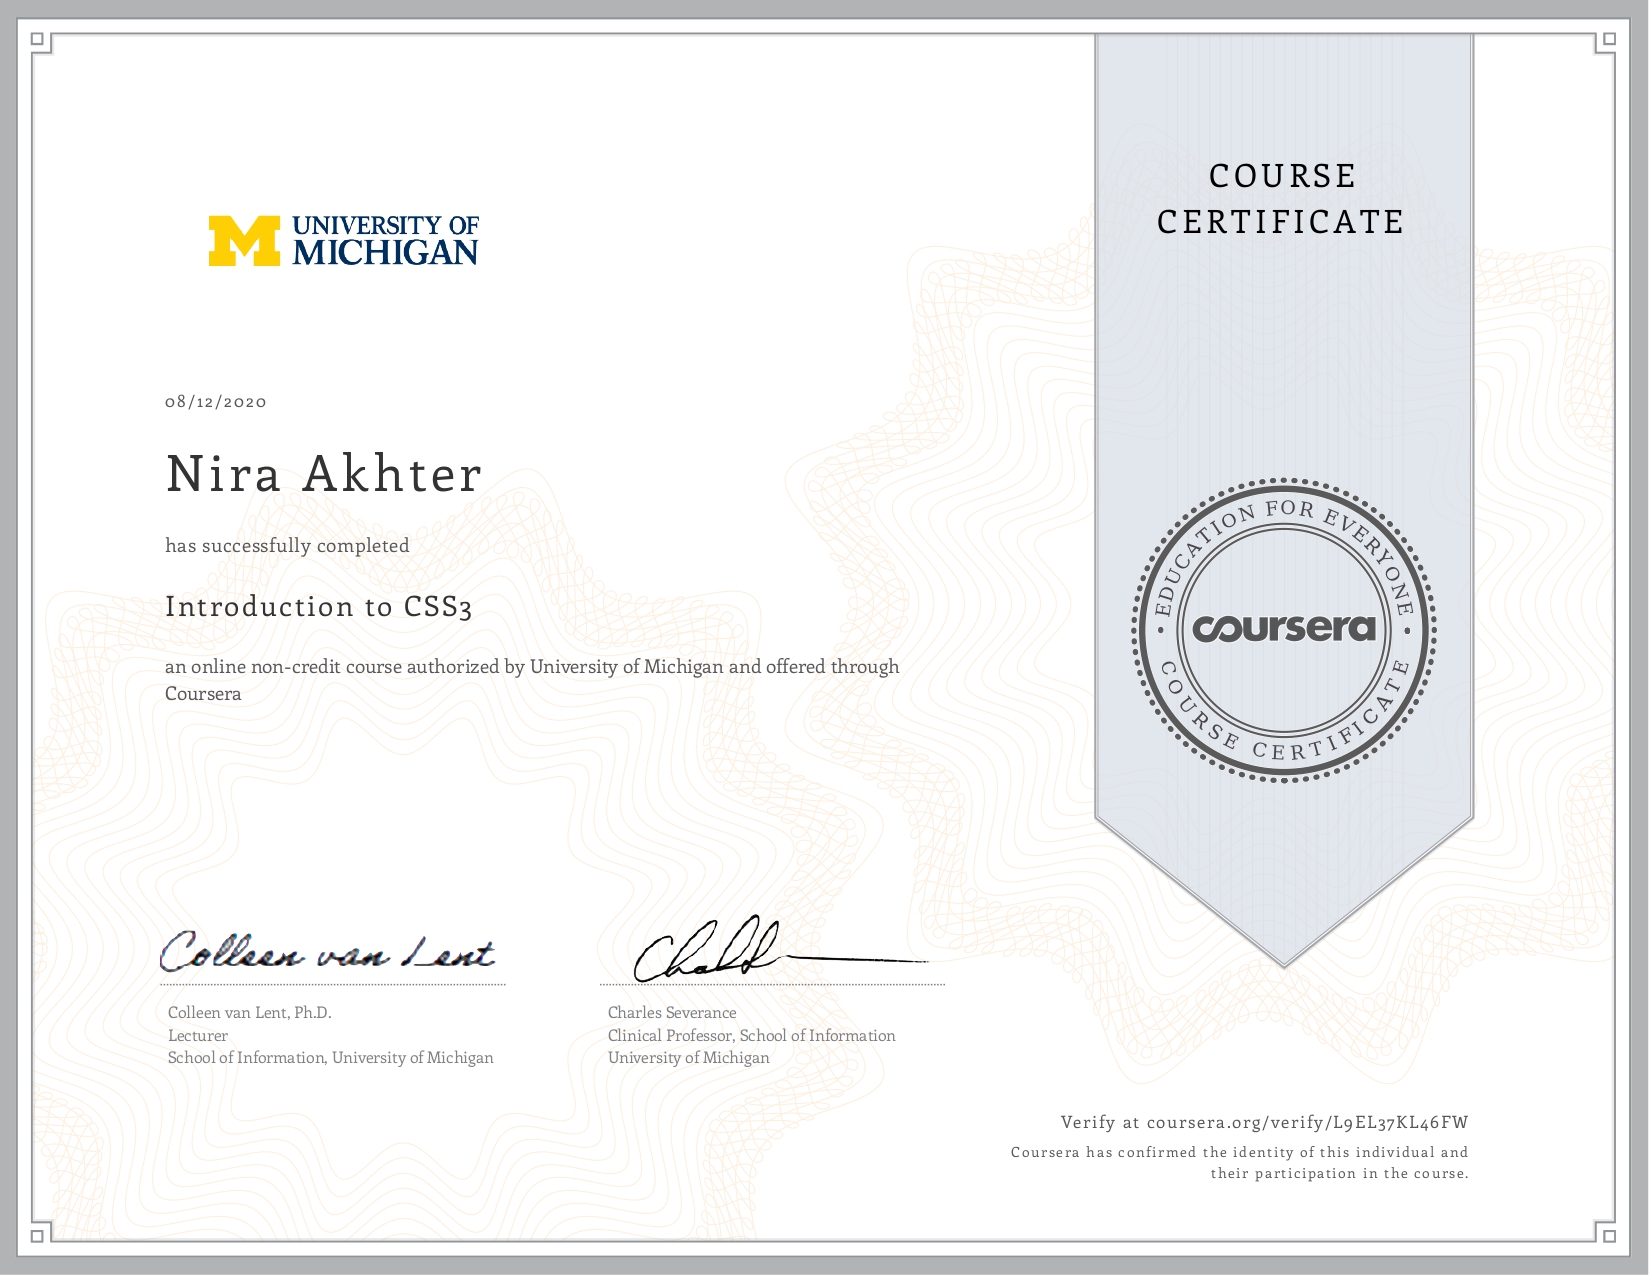 UNIVERSITY OF
MICHIGAN
COURSE
CERTIFICATE
08/12/2020
Nira Akhter
has successfully completed
Introduction to CSS3
an online non-credit course authorized by University of Michigan and offered through
Coursera
EDUCATION FOR EVERYONE
coursera
COURSE CERTIFICATE
Colleen van Lent
Colleen van Lent, Ph.D.
Lecturer
School of Information, University of Michigan
Charles Severance
Clinical Professor, School of Information
University of Michigan
Verify at coursera.org/verify/L9EL37KL46FW
Coursera has confirmed the identity of this individual and
their participation in the course.